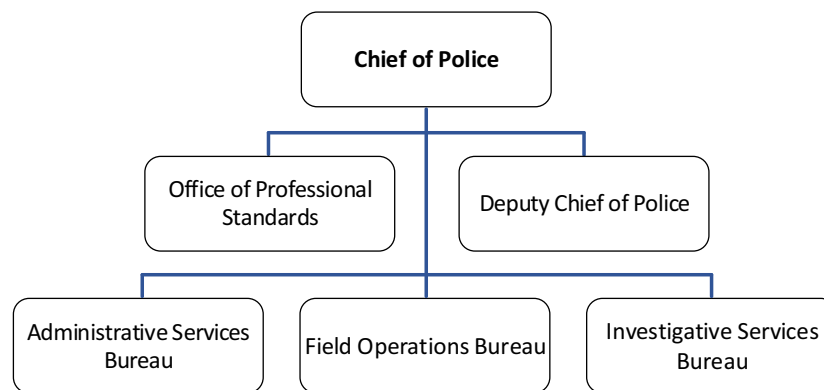 Chief of Police
Office of Professional
Standards
Deputy Chief of Police
Administrative Services
Bureau
Field Operations Bureau
Investigative Services
Bureau